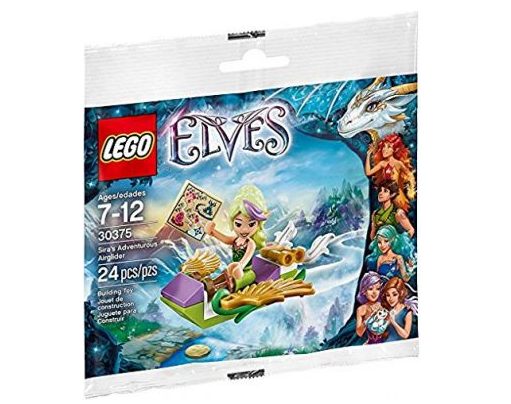 LEGO
ELVES
Ages/edades
7-12
30375
Sira's Adventurous
Airglider
24 pcs/pzs
Building Toy
Jouet de
construction
Juguete para
Construir